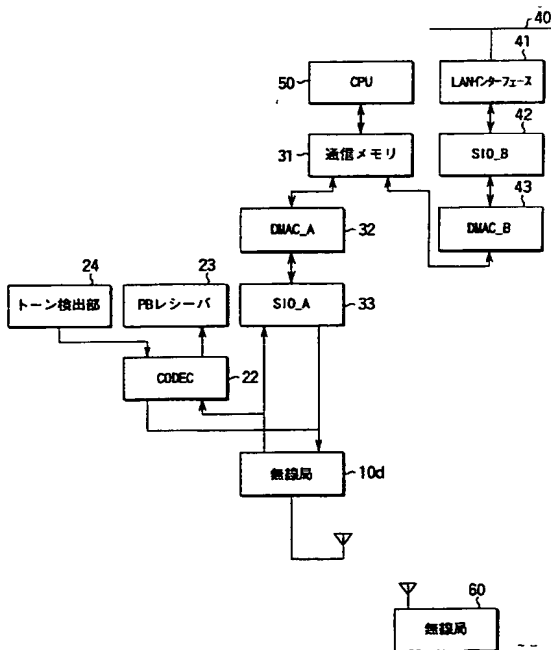 40
41
50
CPU
LANインターフェース
42
31
通信メモリ
SIO_B
43
DMAC_A
32
DMAC_B
24
23
トーン検出部
PBレシーバ
SIO_A
33
CODEC
22
無線局
10d
60
無線局